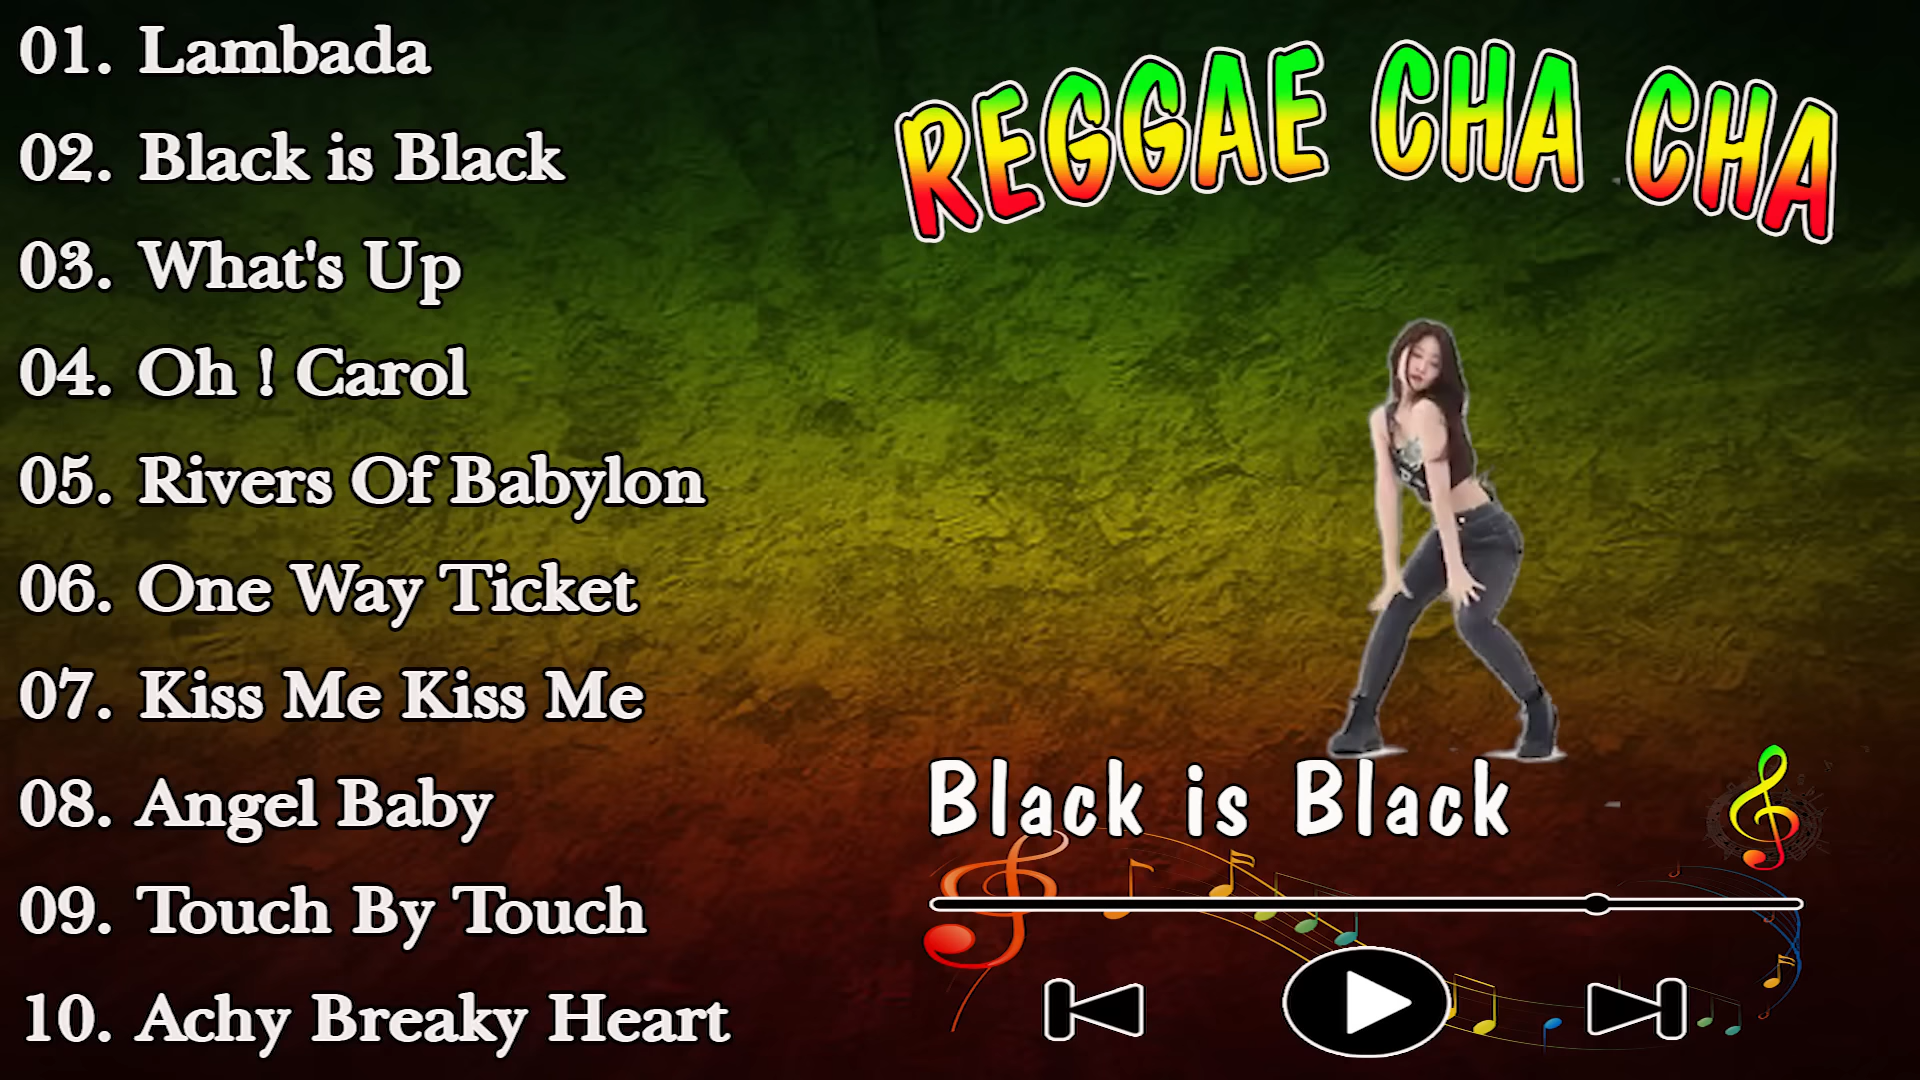 01. Lambada
02. Black is Black
03. What's Up
04. Oh ! Carol
05. Rivers Of Babylon
06. One Way Ticket
07. Kiss Me Kiss Me
08. Angel Baby
09. Touch By Touch
10. Achy Breaky Heart
REGGAE CHA CHA
Black is Black